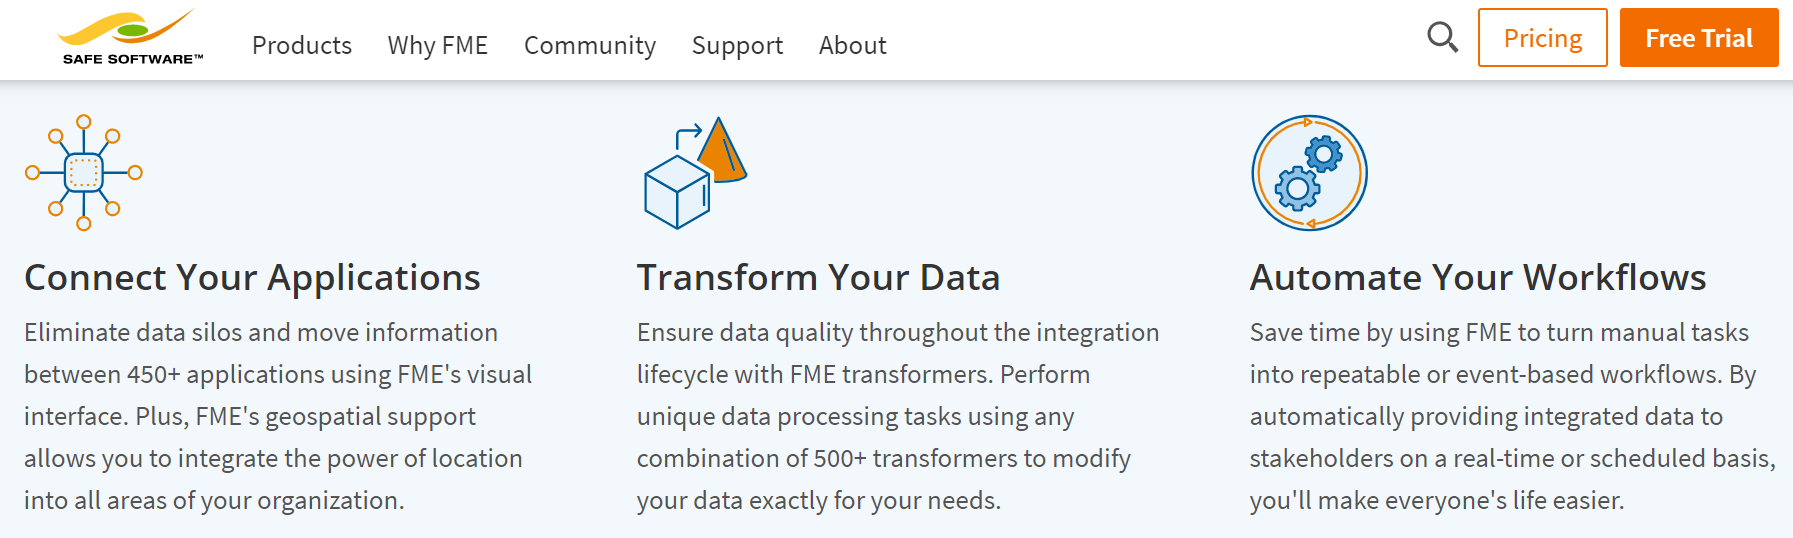 SAFE SOFTWARE™
Products
Why FME
Community
Support
About
Pricing
Free Trial
Connect Your Applications
Eliminate data silos and move information
between 450+ applications using FME's visual
interface. Plus, FME's geospatial support
allows you to integrate the power of location
into all areas of your organization.
Transform Your Data
Ensure data quality throughout the integration
lifecycle with FME transformers. Perform
unique data processing tasks using any
combination of 500+ transformers to modify
your data exactly for your needs.
Automate Your Workflows
Save time by using FME to turn manual tasks
into repeatable or event-based workflows. By
automatically providing integrated data to
stakeholders on a real-time or scheduled basis,
you'll make everyone's life easier.